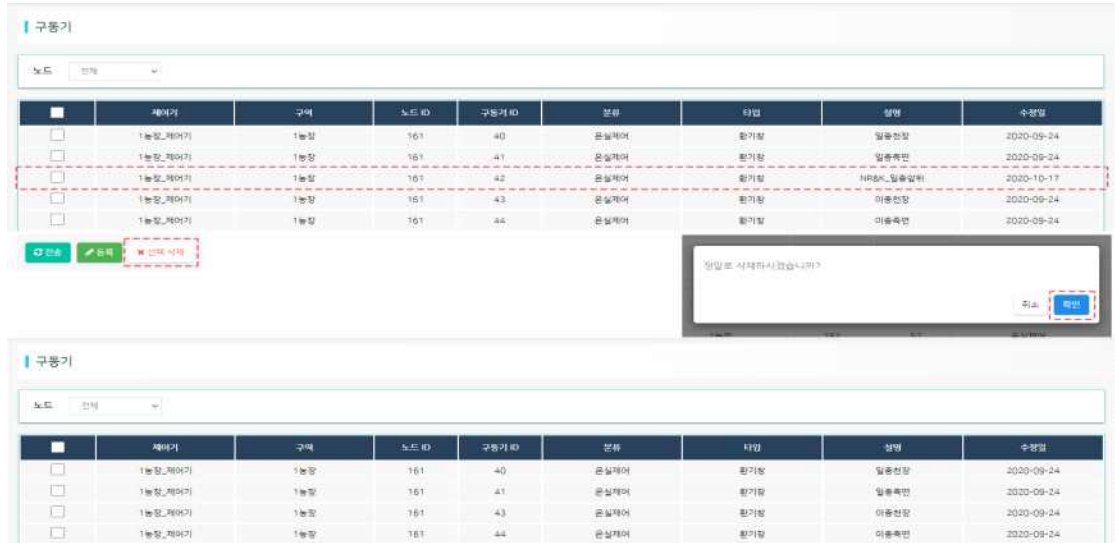 구동기
노드 전체
제어기 구역 노드 ID 구동기 ID 분류 타입 설명 수정일
1농장_제어기 1농장 161 40 온실제어 환기창 일중천장 2020-09-24
1농장_제어기 1농장 161 41 온실제어 환기창 일중측면 2020-09-24
1농장_제어기 1농장 161 42 온실제어 환기창 NR&K_일중앞뒤 2020-10-17
1농장_제어기 1농장 161 43 온실제어 환기창 이중천장 2020-09-24
1농장_제어기 1농장 161 44 온실제어 환기창 이중측면 2020-09-24
전송 등록 선택 삭제
정말로 삭제하시겠습니까?
취소 확인
구동기
노드 전체
제어기 구역 노드 ID 구동기 ID 분류 타입 설명 수정일
1농장_제어기 1농장 161 40 온실제어 환기창 일중천장 2020-09-24
1농장_제어기 1농장 161 41 온실제어 환기창 일중측면 2020-09-24
1농장_제어기 1농장 161 43 온실제어 환기창 이중천장 2020-09-24
1농장_제어기 1농장 161 44 온실제어 환기창 이중측면 2020-09-24